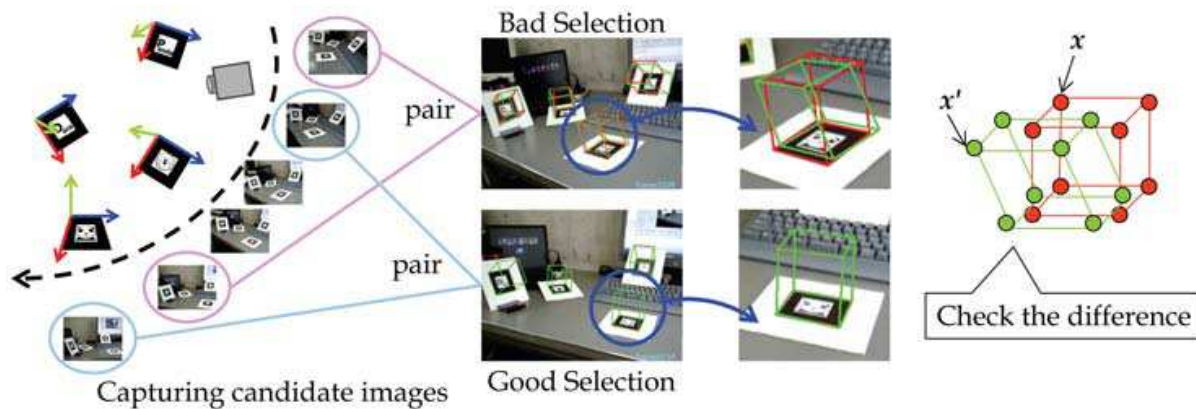 Bad Selection
pair
pair
Good Selection
Capturing candidate images
x
x'
Check the difference